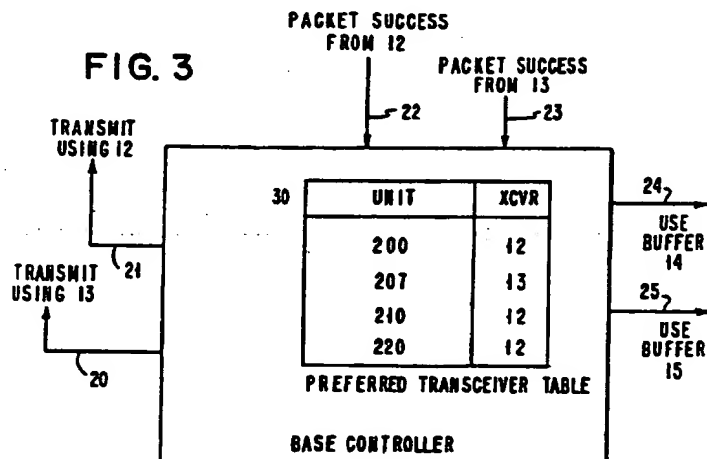 FIG. 3
PACKET SUCCESS
FROM 12
PACKET SUCCESS
FROM 13
22
23
TRANSMIT
USING 12
21
TRANSMIT
USING 13
20
30
UNIT XCVR
200 12
207 13
210 12
220 12
PREFERRED TRANSCEIVER TABLE
BASE CONTROLLER
24
USE
BUFFER
14
25
USE
BUFFER
15